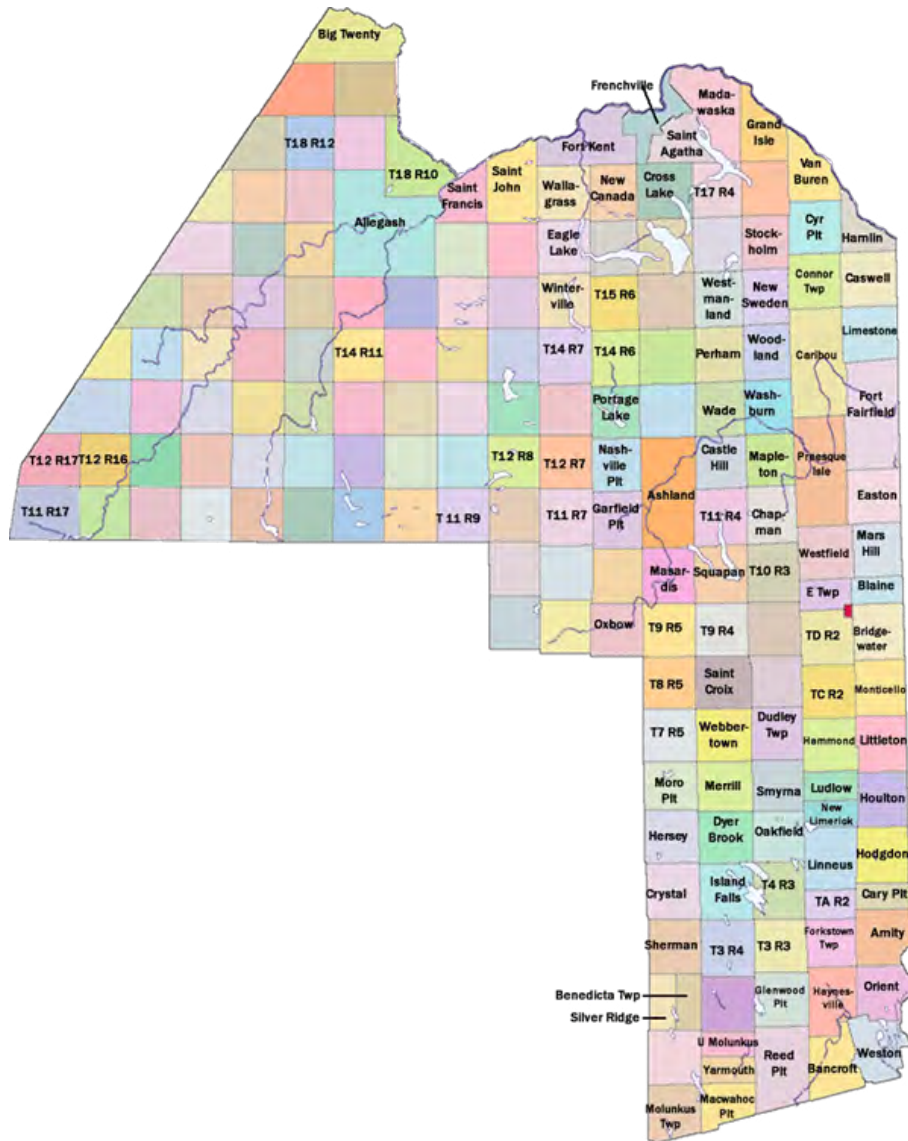 Big Twenty
Frenchville
Mada-
waska
Grand
Isle
T18 R12
Fort Kent
Saint
Agatha
Van
Buren
T18 R10
Saint
Francis
Saint
John
Walla-
grass
New
Canada
Cross
Lake
T17 R4
Allegash
Eagle
Lake
Stock-
holm
Cyr
Plt
Hamlin
Winter-
ville
T15 R6
West-
man-
land
New
Sweden
Connor
Twp
Caswell
Limestone
T14 R11
T14 R7
T14 R6
Perham
Wood-
land
Caribou
Fort
Fairfield
Portage
Lake
Wade
Wash-
burn
T12 R17
T12 R16
T12 R8
T12 R7
Nash-
ville
Plt
Ashland
Castle
Hill
Maple-
ton
Praesque
Isle
T11 R17
T 11 R9
T11 R7
Garfield
Plt
T11 R4
Chap-
man
Easton
Masar-
dis
Squapan
T10 R3
Westfield
Mars
Hill
E Twp
Blaine
Oxbow
T9 R5
T9 R4
TD R2
Bridge-
water
T8 R5
Saint
Croix
TC R2
Monticello
T7 R5
Webber-
town
Dudley
Twp
Hammond
Littleton
Moro
Plt
Merrill
Smyrna
Ludlow
New
Limerick
Houlton
Hersey
Dyer
Brook
Oakfield
Linneus
Hodgdon
Crystal
Island
Falls
T4 R3
TA R2
Cary Plt
Sherman
T3 R4
T3 R3
Forkstown
Twp
Amity
Benedicta Twp
Silver Ridge
Glenwood
Plt
Haynes-
ville
Orient
U Molunkus
Yarmouth
Reed
Plt
Bancroft
Weston
Molunkus
Twp
Macwahoc
Plt